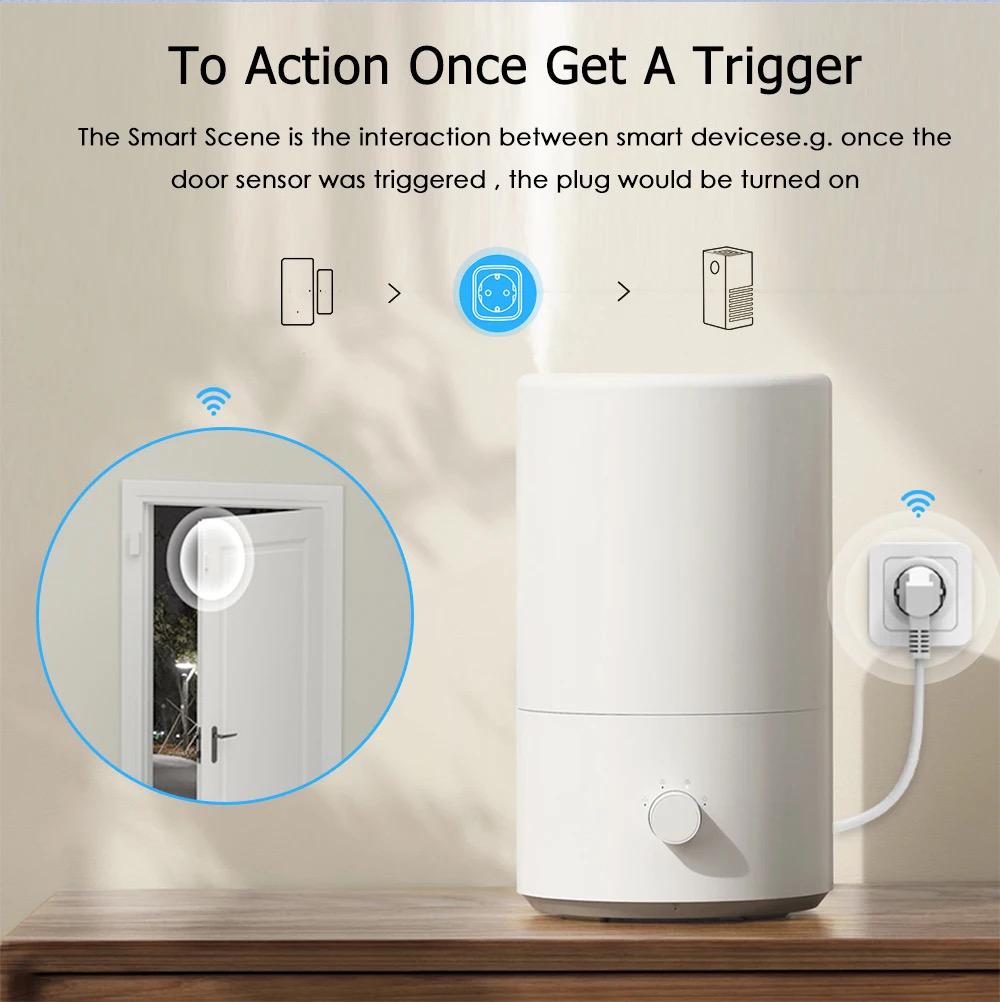 To Action Once Get A Trigger
The Smart Scene is the interaction between smart devicese.g. once the
door sensor was triggered , the plug would be turned on